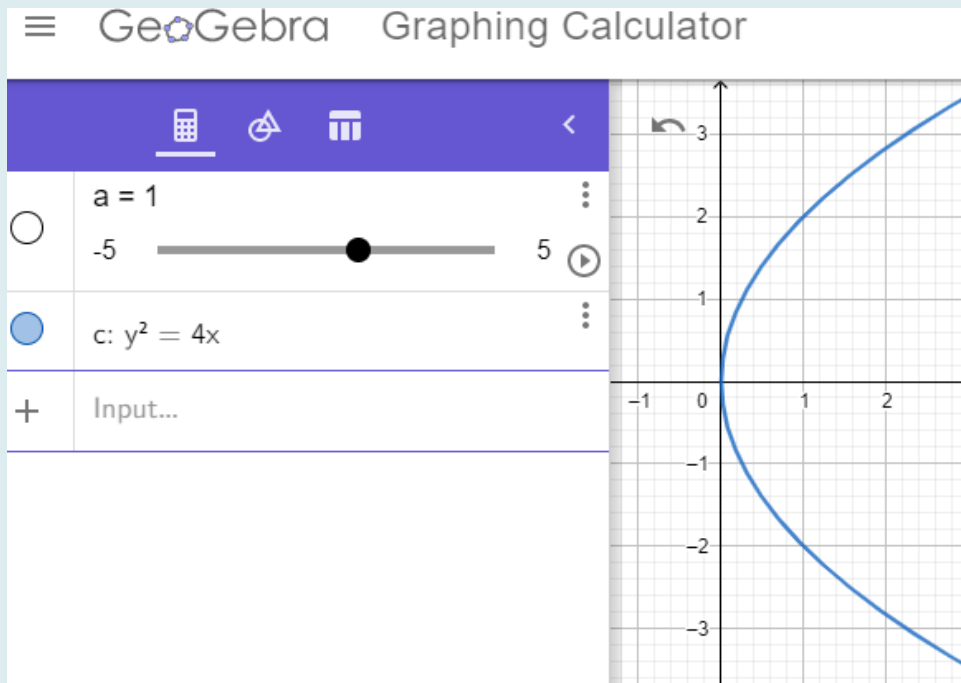 GeoGebra Graphing Calculator
a = 1
-5 5
c: y² = 4x
+ Input...
3
2
1
–1 0 1 2
–1
–2
–3